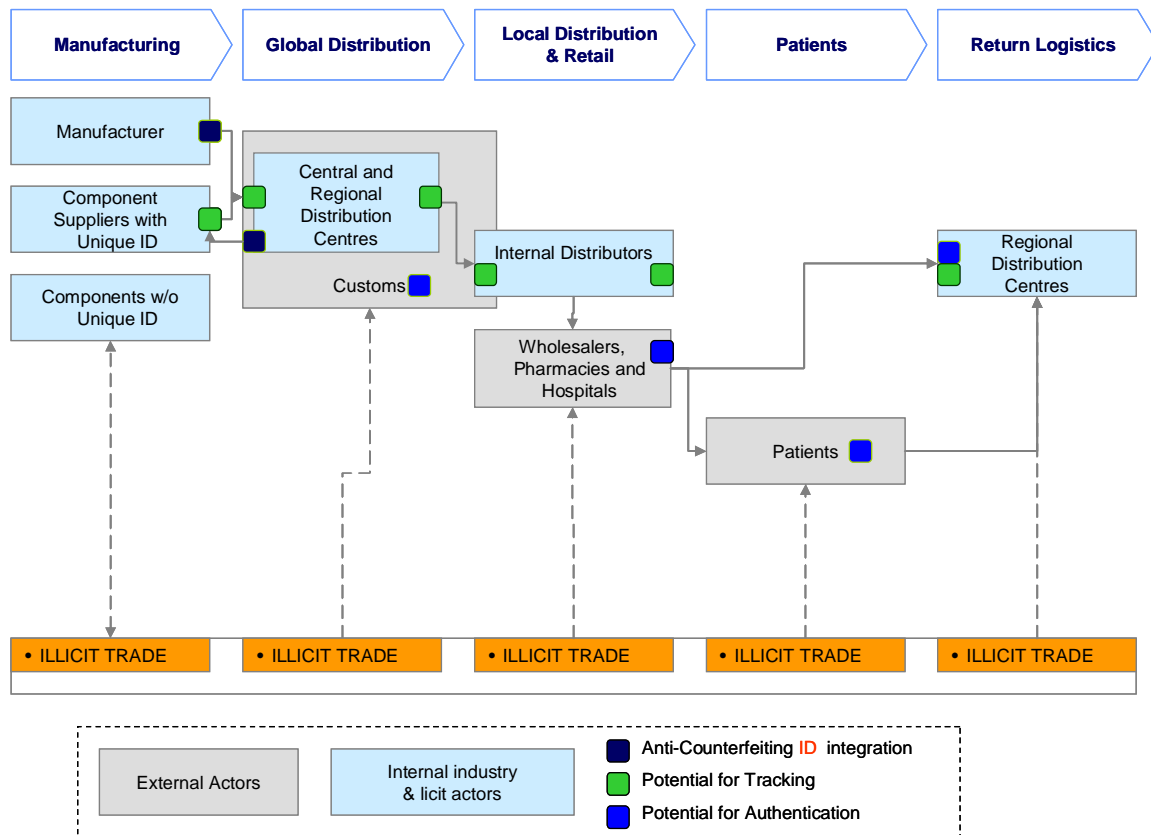 Manufacturing
Global Distribution
Local Distribution
& Retail
Patients
Return Logistics
Manufacturer
Component
Suppliers with
Unique ID
Components w/o
Unique ID
Central and
Regional
Distribution
Centres
Customs
Internal Distributors
Wholesalers,
Pharmacies and
Hospitals
Patients
Regional
Distribution
Centres
• ILLICIT TRADE
• ILLICIT TRADE
• ILLICIT TRADE
• ILLICIT TRADE
• ILLICIT TRADE
External Actors
Internal industry
& licit actors
Anti-Counterfeiting ID integration
Potential for Tracking
Potential for Authentication